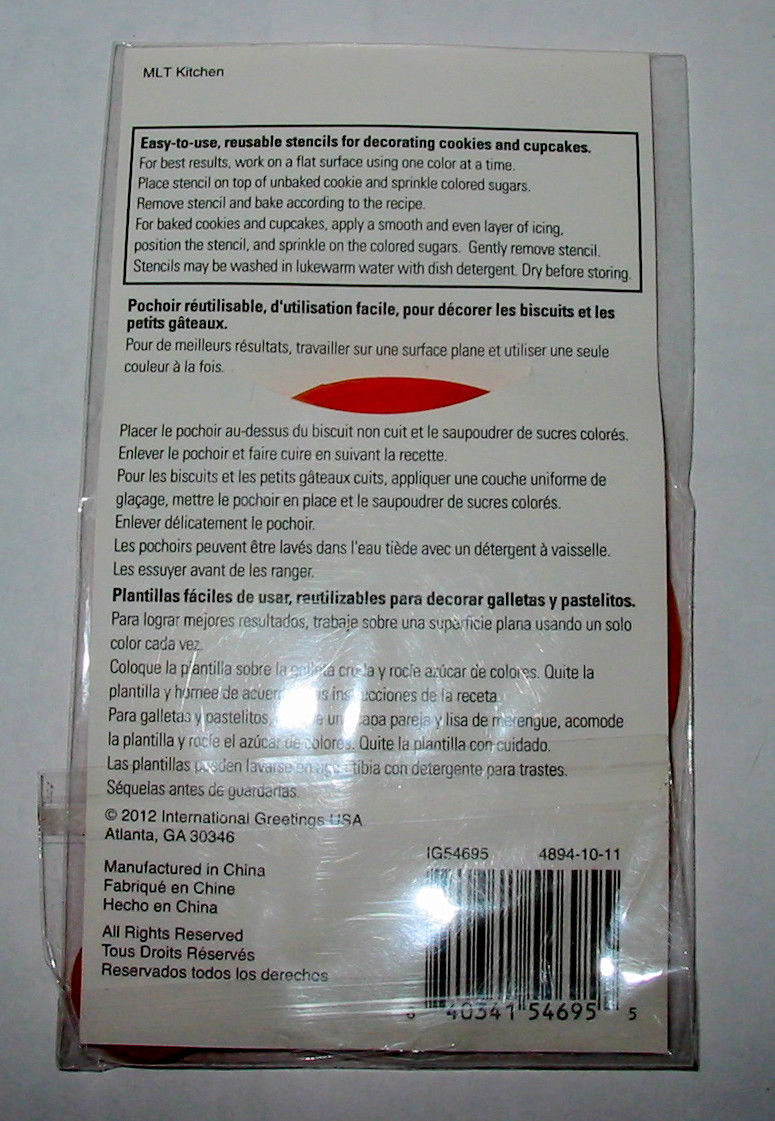 MLT Kitchen
Easy-to-use, reusable stencils for decorating cookies and cupcakes.
For best results, work on a flat surface using one color at a time.
Place stencil on top of unbaked cookie and sprinkle colored sugars.
Remove stencil and bake according to the recipe.
For baked cookies and cupcakes, apply a smooth and even layer of icing,
position the stencil, and sprinkle on the colored sugars. Gently remove stencil.
Stencils may be washed in lukewarm water with dish detergent. Dry before storing.
Pochoir réutilisable, d'utilisation facile, pour décorer les biscuits et les
petits gâteaux.
Pour de meilleurs résultats, travailler sur une surface plane et utiliser une seule
couleur à la fois.
Placer le pochoir au-dessus du biscuit non cuit et le saupoudrer de sucres colorés.
Enlever le pochoir et faire cuire en suivant la recette.
Pour les biscuits et les petits gâteaux cuits, appliquer une couche uniforme de
glaçage, mettre le pochoir en place et le saupoudrer de sucres colorés.
Enlever délicatement le pochoir.
Les pochoirs peuvent être lavés dans l'eau tiède avec un détergent à vaisselle.
Les essuyer avant de les ranger.
Plantillas fáciles de usar, reutilizables para decorar galletas y pastelitos.
Para lograr mejores resultados, trabaje sobre una superficie plana usando un solo
color cada vez.
Coloque la plantilla sobre la galleta cruda y rocíe azúcar de colores. Quite la
plantilla y hornee de instrucciones de la receta
Para galletas y pastelitos, una capa pareja y lisa de merengue, acomode
la plantilla y rocíe el azúcar de colores. Quite la plantilla con cuidado.
Las plantillas pueden lavarse en agua tibia con detergente para trastes.
Séquelas antes de guardarlas.
© 2012 International Greetings USA
Atlanta, GA 30346
IG54695 4894-10-11
Manufactured in China
Fabriqué en Chine
Hecho en China
All Rights Reserved
Tous Droits Réservés
Reservados todos los derechos
6 40341 54695 5